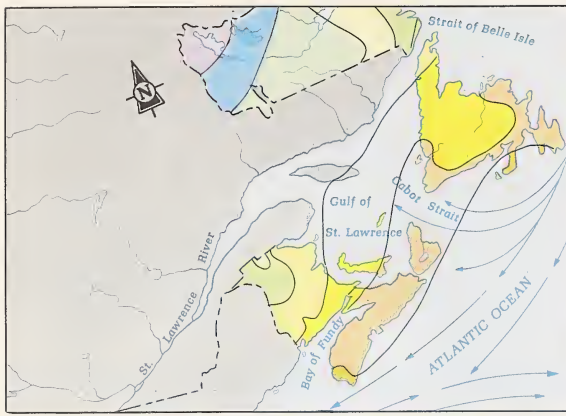 Strait of Belle Isle
N
Gulf of
St. Lawrence
Cabot Strait
St. Lawrence River
Bay of Fundy
ATLANTIC OCEAN